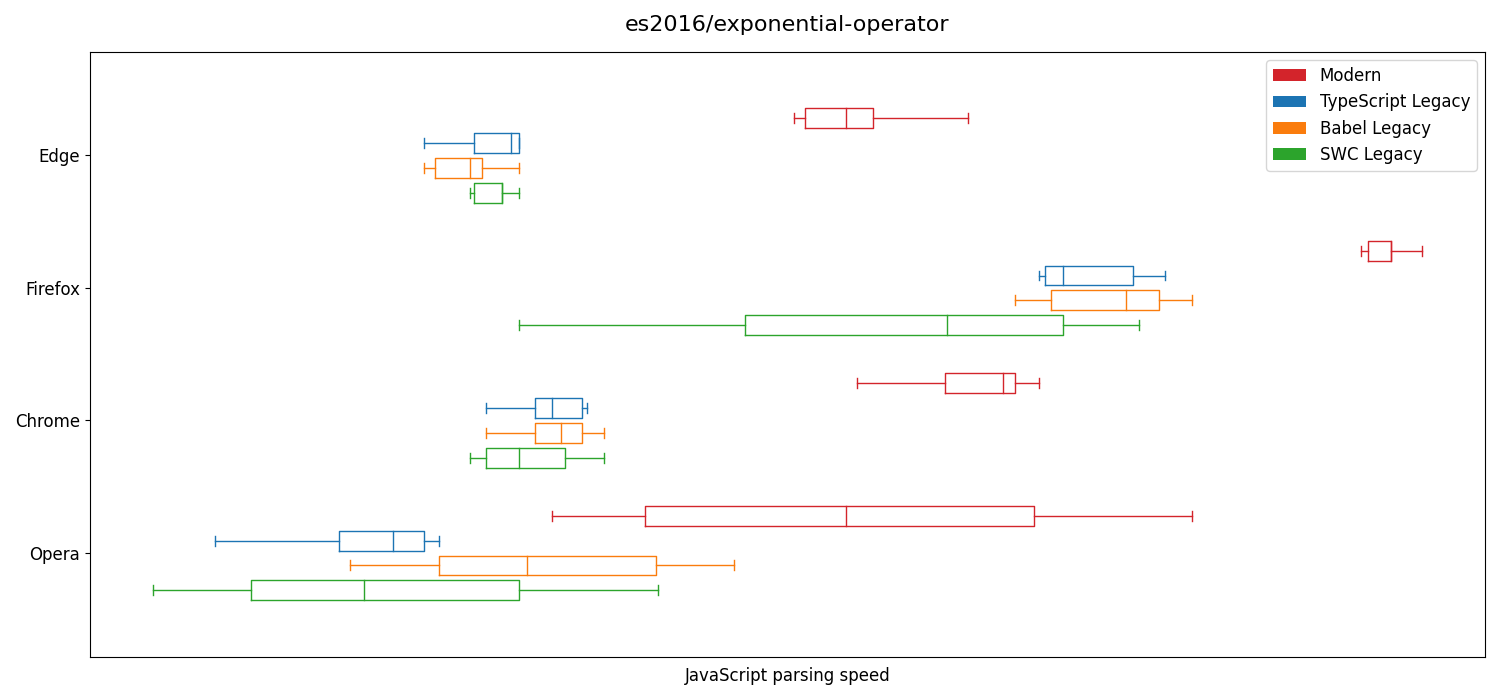 es2016/exponential-operator
Modern
TypeScript Legacy
Babel Legacy
SWC Legacy
Edge
Firefox
Chrome
Opera
JavaScript parsing speed